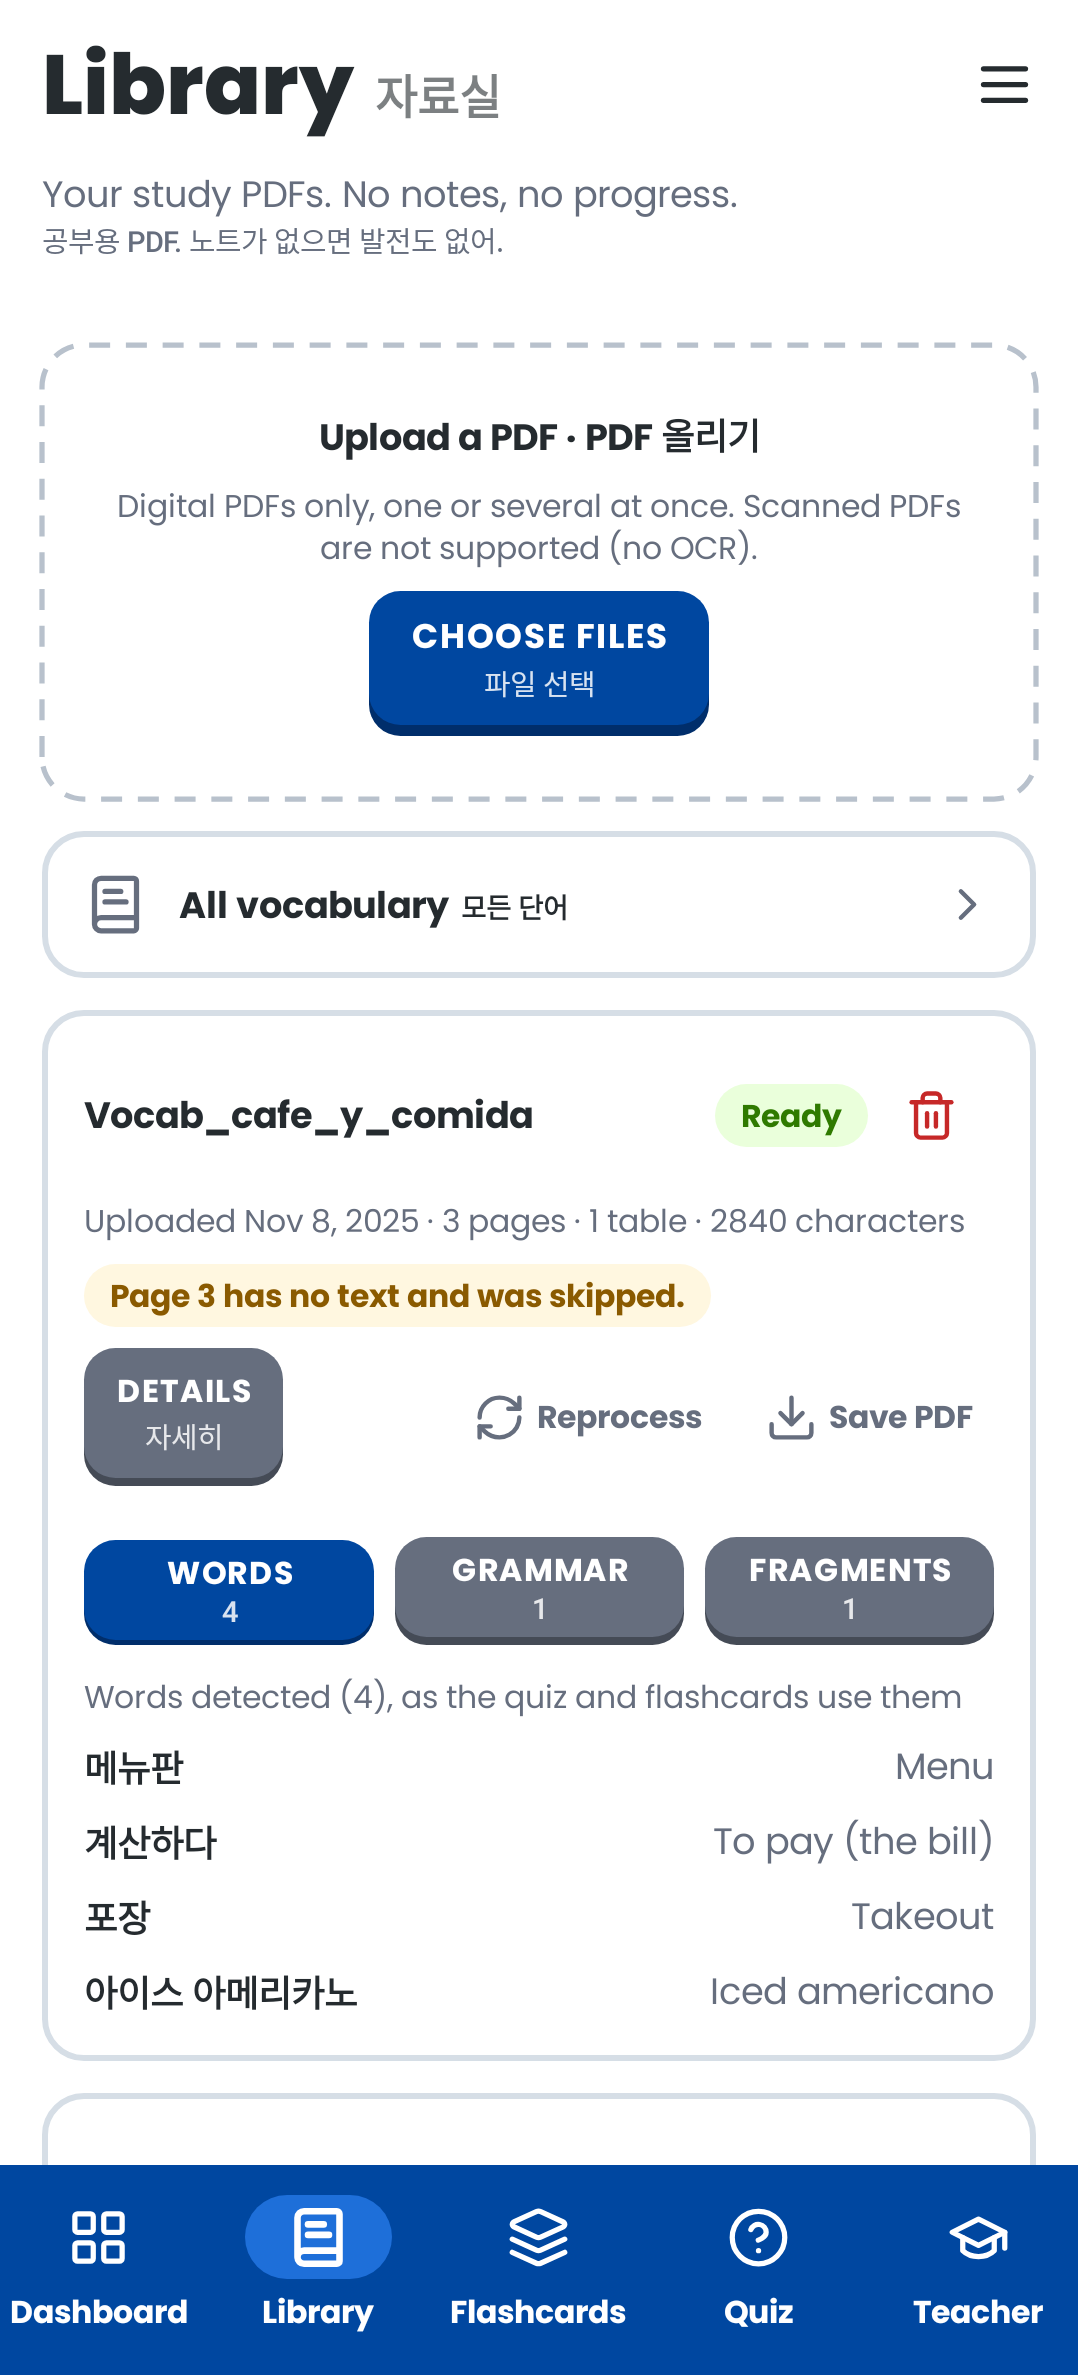 Library 자료실
Your study PDFs. No notes, no progress.
공부용 PDF. 노트가 없으면 발전도 없어.
Upload a PDF · PDF 올리기
Digital PDFs only, one or several at once. Scanned PDFs
are not supported (no OCR).
CHOOSE FILES
파일 선택
All vocabulary 모든 단어
Vocab_cafe_y_comida Ready
Uploaded Nov 8, 2025 · 3 pages · 1 table · 2840 characters
Page 3 has no text and was skipped.
DETAILS
자세히
Reprocess Save PDF
WORDS GRAMMAR FRAGMENTS
4 1 1
Words detected (4), as the quiz and flashcards use them
메뉴판 Menu
계산하다 To pay (the bill)
포장 Takeout
아이스 아메리카노 Iced americano
Dashboard Library Flashcards Quiz Teacher